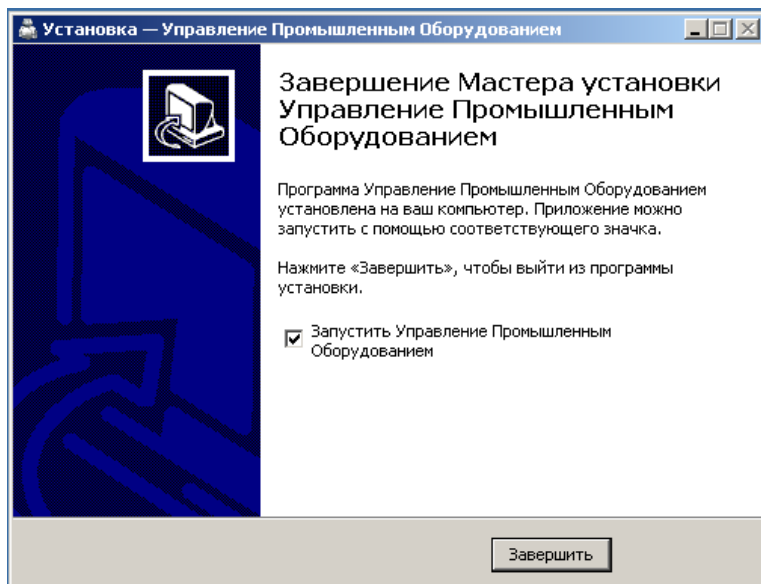 Установка — Управление Промышленным Оборудованием
Завершение Мастера установки
Управление Промышленным
Оборудованием
Программа Управление Промышленным Оборудованием
установлена на ваш компьютер. Приложение можно
запустить с помощью соответствующего значка.
Нажмите «Завершить», чтобы выйти из программы
установки.
Запустить Управление Промышленным
Оборудованием
Завершить